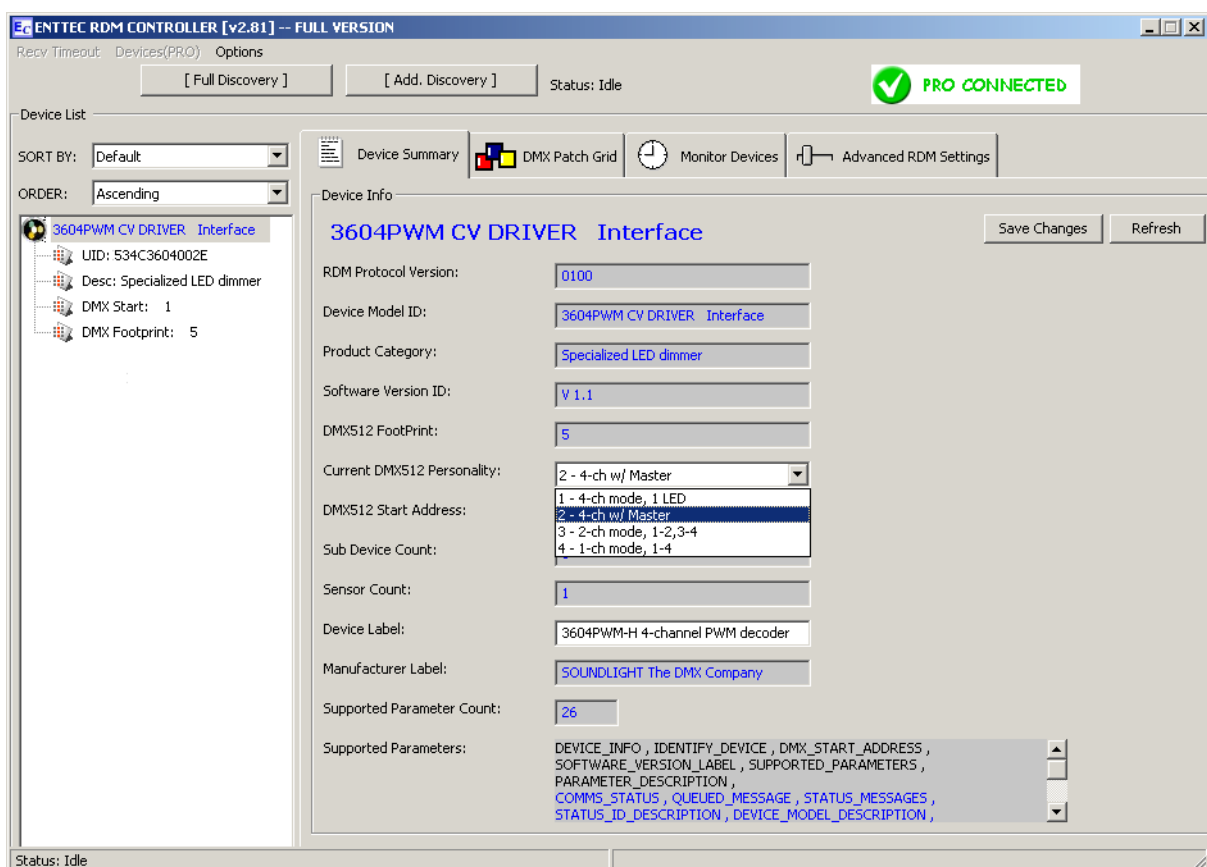 EC ENTTEC RDM CONTROLLER [v2.81] -- FULL VERSION
Recv Timeout Devices(PRO) Options
[ Full Discovery ] [ Add. Discovery ] Status: Idle PRO CONNECTED
Device List
SORT BY: Default
ORDER: Ascending
3604PWM CV DRIVER Interface
UID: 534C3604002E
Desc: Specialized LED dimmer
DMX Start: 1
DMX Footprint: 5
Device Summary DMX Patch Grid Monitor Devices Advanced RDM Settings
Device Info
3604PWM CV DRIVER Interface Save Changes Refresh
RDM Protocol Version: 0100
Device Model ID: 3604PWM CV DRIVER Interface
Product Category: Specialized LED dimmer
Software Version ID: V 1.1
DMX512 FootPrint: 5
Current DMX512 Personality: 2 - 4-ch w/ Master
1 - 4-ch mode, 1 LED
2 - 4-ch w/ Master
3 - 2-ch mode, 1-2,3-4
4 - 1-ch mode, 1-4
DMX512 Start Address:
Sub Device Count:
Sensor Count: 1
Device Label: 3604PWM-H 4-channel PWM decoder
Manufacturer Label: SOUNDLIGHT The DMX Company
Supported Parameter Count: 26
Supported Parameters: DEVICE_INFO , IDENTIFY_DEVICE , DMX_START_ADDRESS ,
SOFTWARE_VERSION_LABEL , SUPPORTED_PARAMETERS ,
PARAMETER_DESCRIPTION ,
COMMS_STATUS , QUEUED_MESSAGE , STATUS_MESSAGES ,
STATUS_ID_DESCRIPTION , DEVICE_MODEL_DESCRIPTION ,
Status: Idle